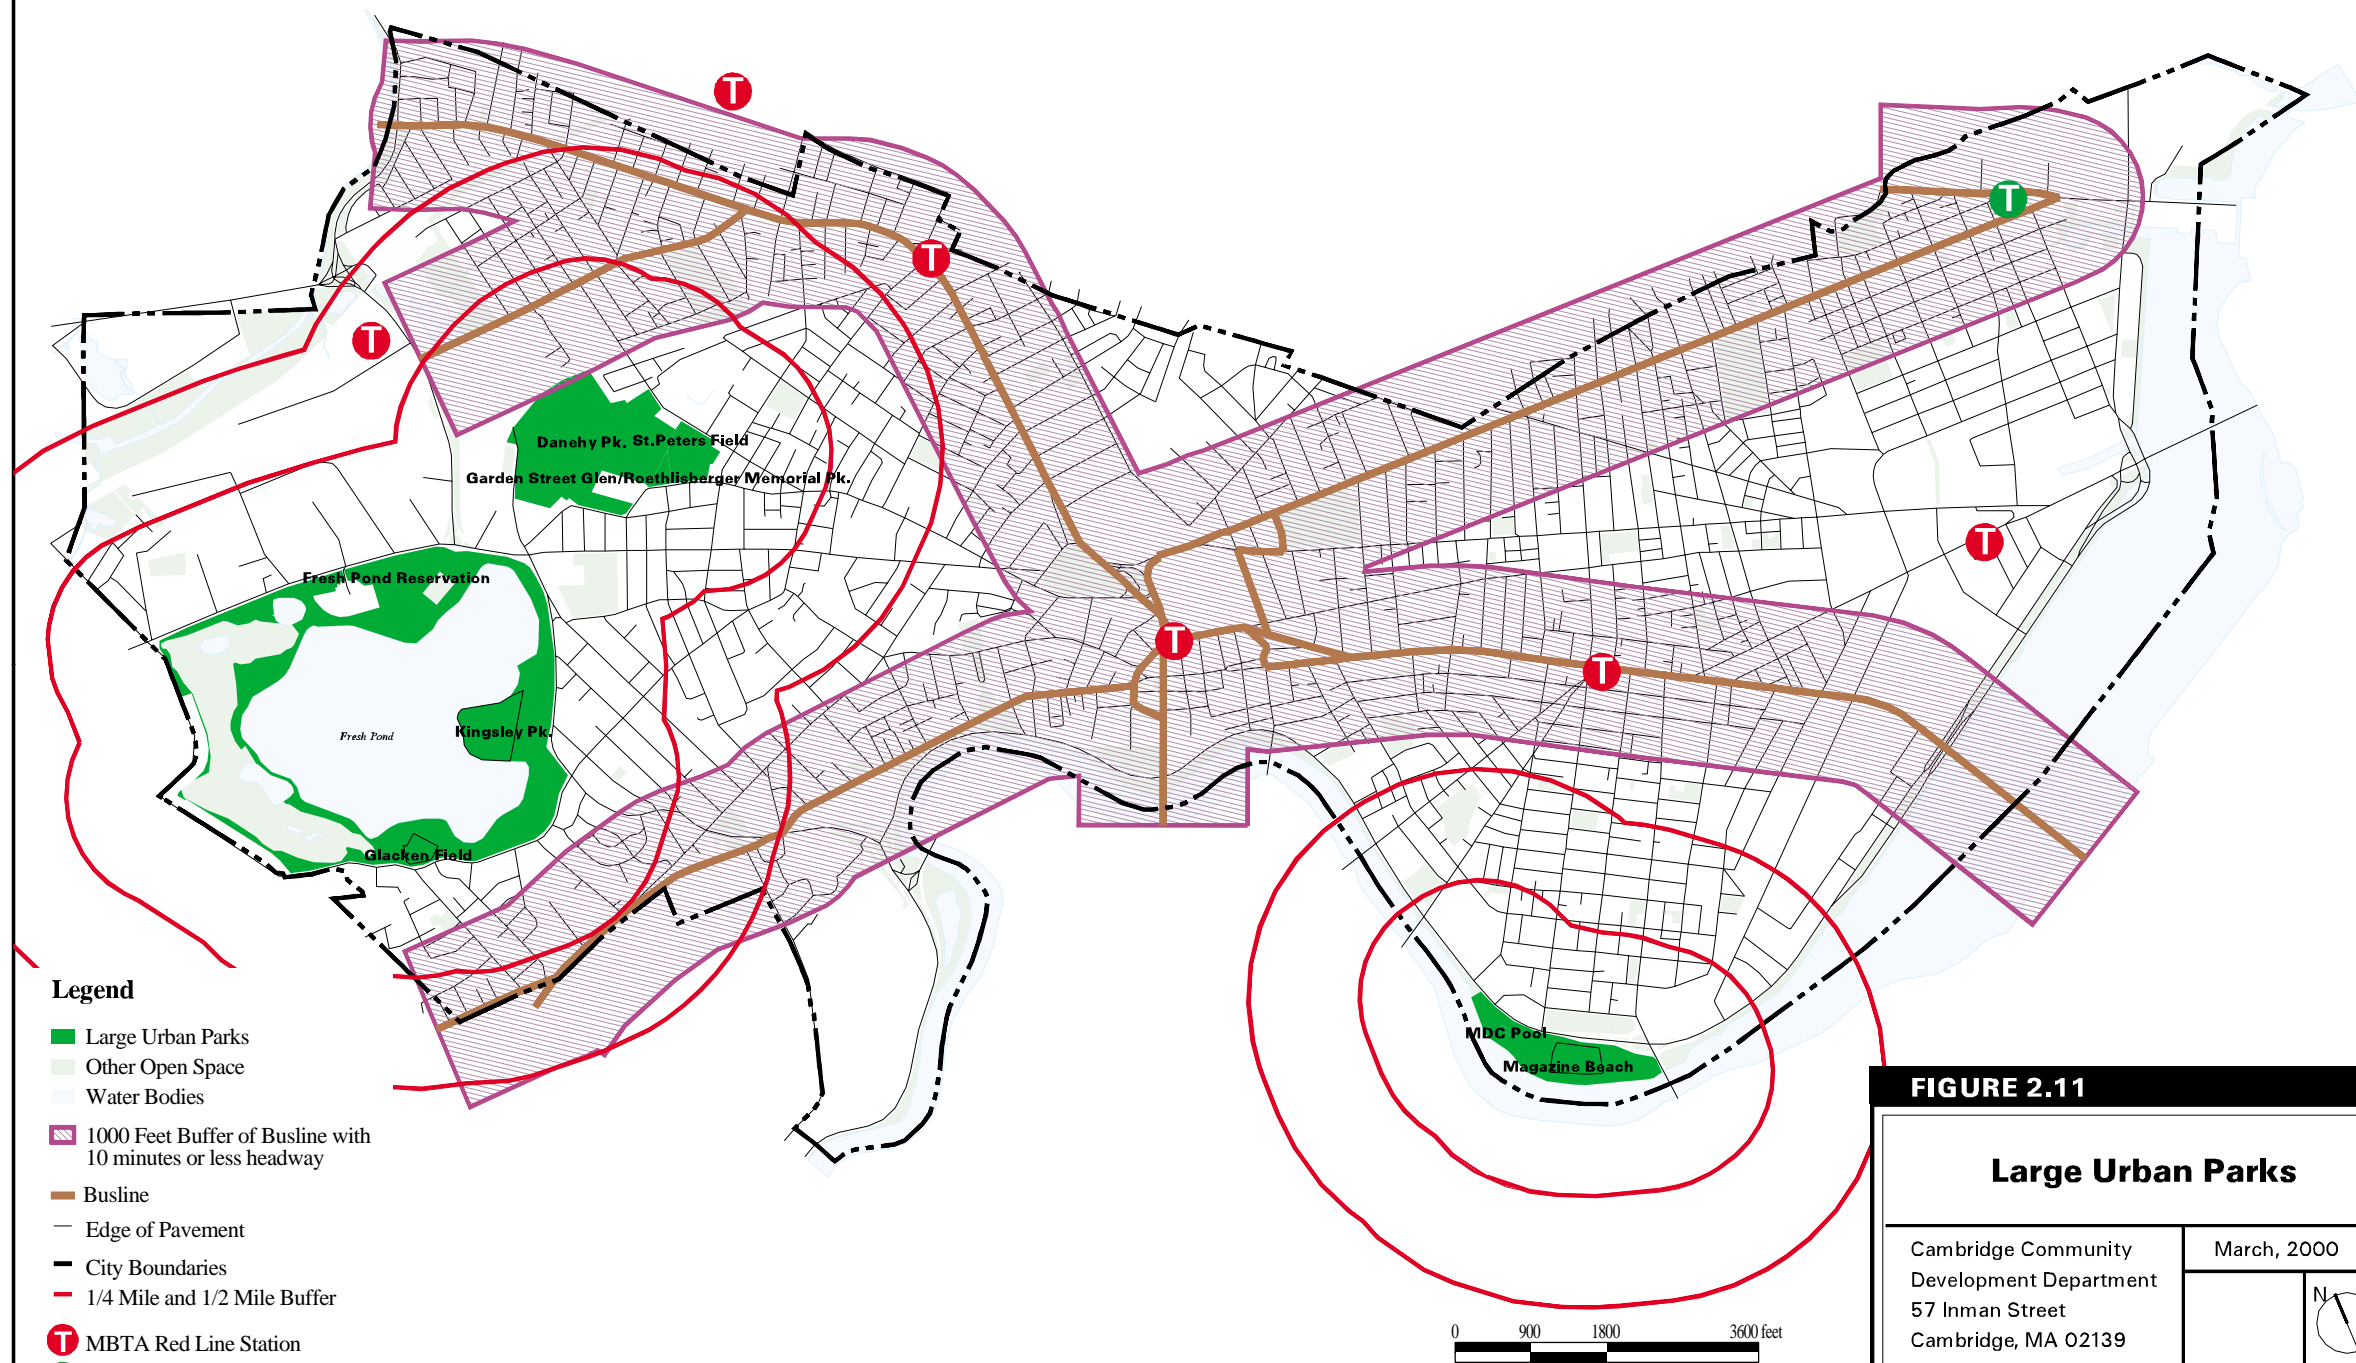 T
T
T
T
Danehy Pk. St.Peters Field
Garden Street Glen/Roethlisberger Memorial Pk.
T
Fresh Pond Reservation
T
T
Fresh Pond
Kingsley Pk.
Glacken Field
Legend
Large Urban Parks
Other Open Space
Water Bodies
1000 Feet Buffer of Busline with
10 minutes or less headway
Busline
Edge of Pavement
City Boundaries
1/4 Mile and 1/2 Mile Buffer
T MBTA Red Line Station
MDC Pool
Magazine Beach
0 900 1800 3600 feet
FIGURE 2.11
Large Urban Parks
Cambridge Community
Development Department
57 Inman Street
Cambridge, MA 02139
March, 2000
N